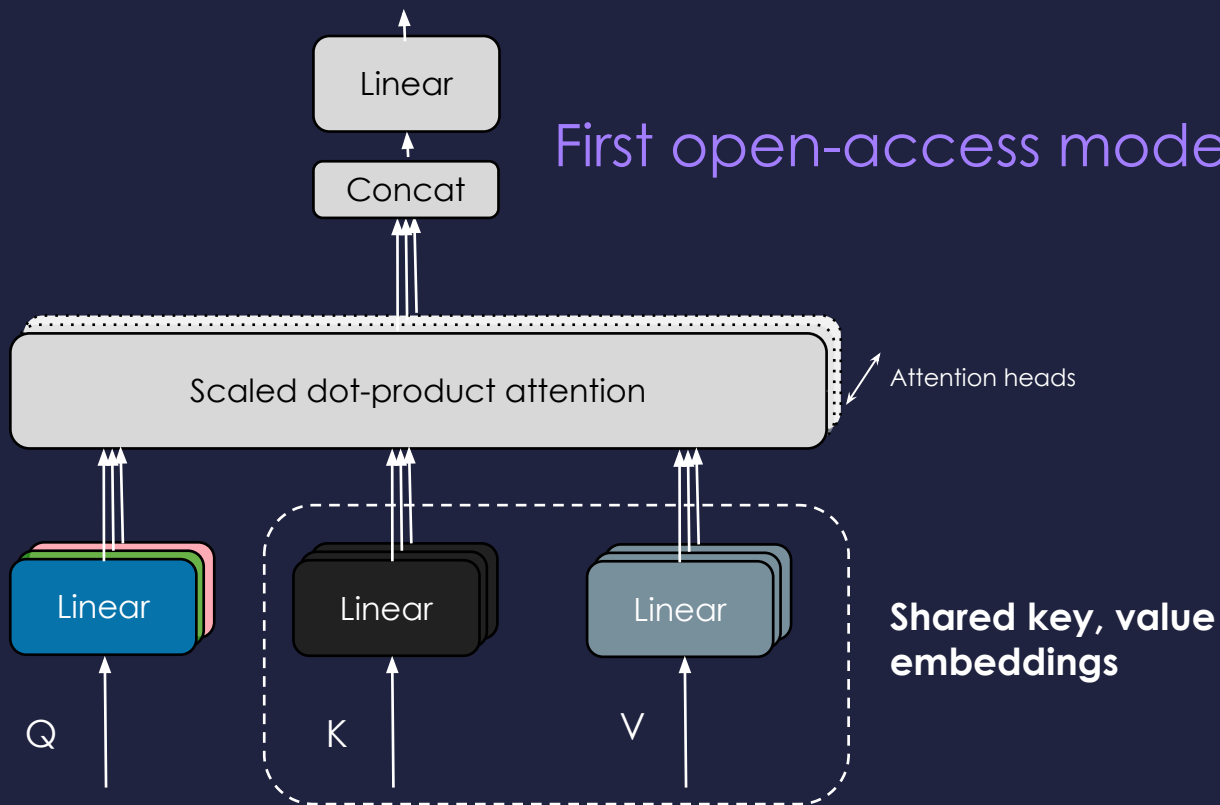 Linear
First open-access mode
Concat
Scaled dot-product attention
Attention heads
Linear
Linear
Linear
Shared key, value
embeddings
Q
K
V